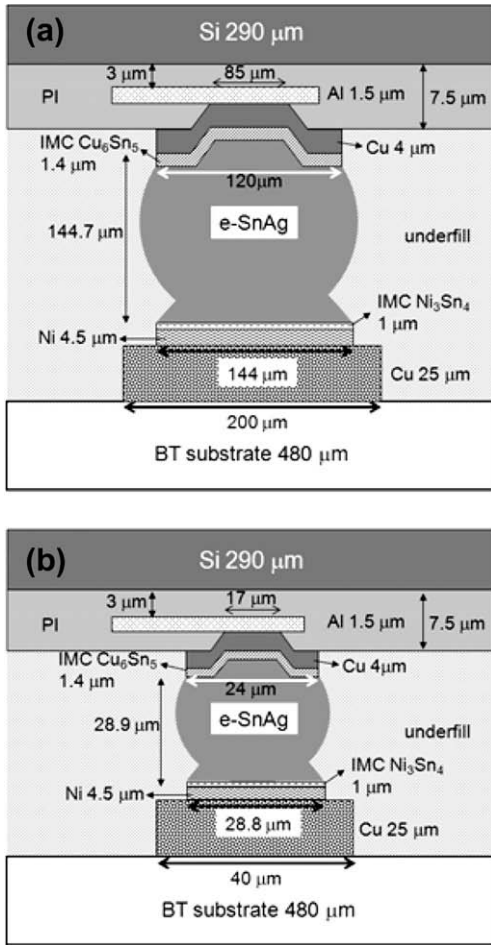 (a)
Si 290 μm
3 μm
85 μm
PI
Al 1.5 μm
7.5 μm
IMC Cu6Sn5
1.4 μm
Cu 4 μm
120μm
144.7 μm
e-SnAg
underfill
IMC Ni3Sn4
1 μm
Ni 4.5 μm
144 μm
Cu 25 μm
200 μm
BT substrate 480 μm
(b)
Si 290 μm
3 μm
17 μm
PI
Al 1.5 μm
7.5 μm
IMC Cu6Sn5
1.4 μm
Cu 4μm
24 μm
28.9 μm
e-SnAg
underfill
IMC Ni3Sn4
1 μm
Ni 4.5 μm
28.8 μm
Cu 25 μm
40 μm
BT substrate 480 μm